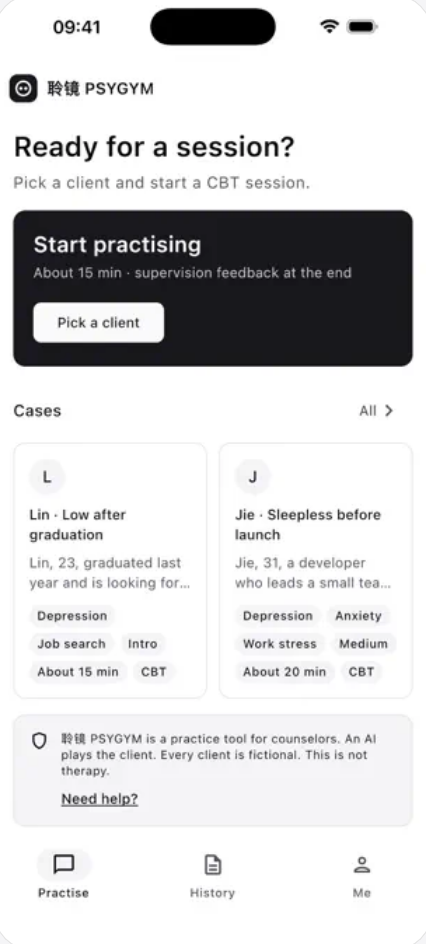 09:41
聆镜 PSYGYM
Ready for a session?
Pick a client and start a CBT session.
Start practising
About 15 min · supervision feedback at the end
Pick a client
Cases
All
L
Lin · Low after
graduation
Lin, 23, graduated last
year and is looking for...
Depression
Job search
Intro
About 15 min
CBT
J
Jie · Sleepless before
launch
Jie, 31, a developer
who leads a small tea...
Depression
Anxiety
Work stress
Medium
About 20 min
CBT
聆镜 PSYGYM is a practice tool for counselors. An AI
plays the client. Every client is fictional. This is not
therapy.
Need help?
Practise
History
Me